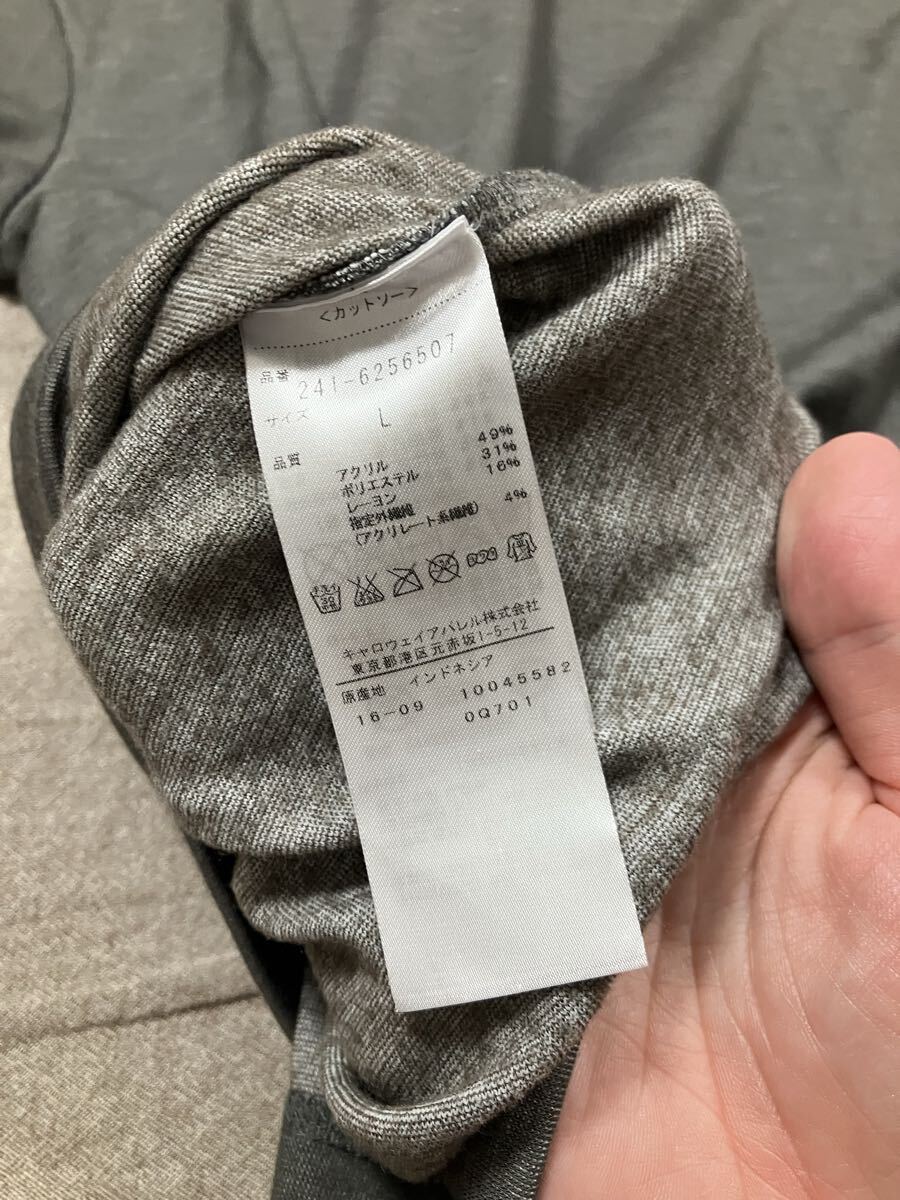 <カットソー>
品番 241-6256507
サイズ L
品質
アクリル 49%
ポリエステル 31%
レーヨン 16%
指定外繊維 4%
(アクリレート系繊維)
キャロウェイアパレル株式会社
東京都港区元赤坂1-5-12
原産地 インドネシア
16-09 10045582
0Q701